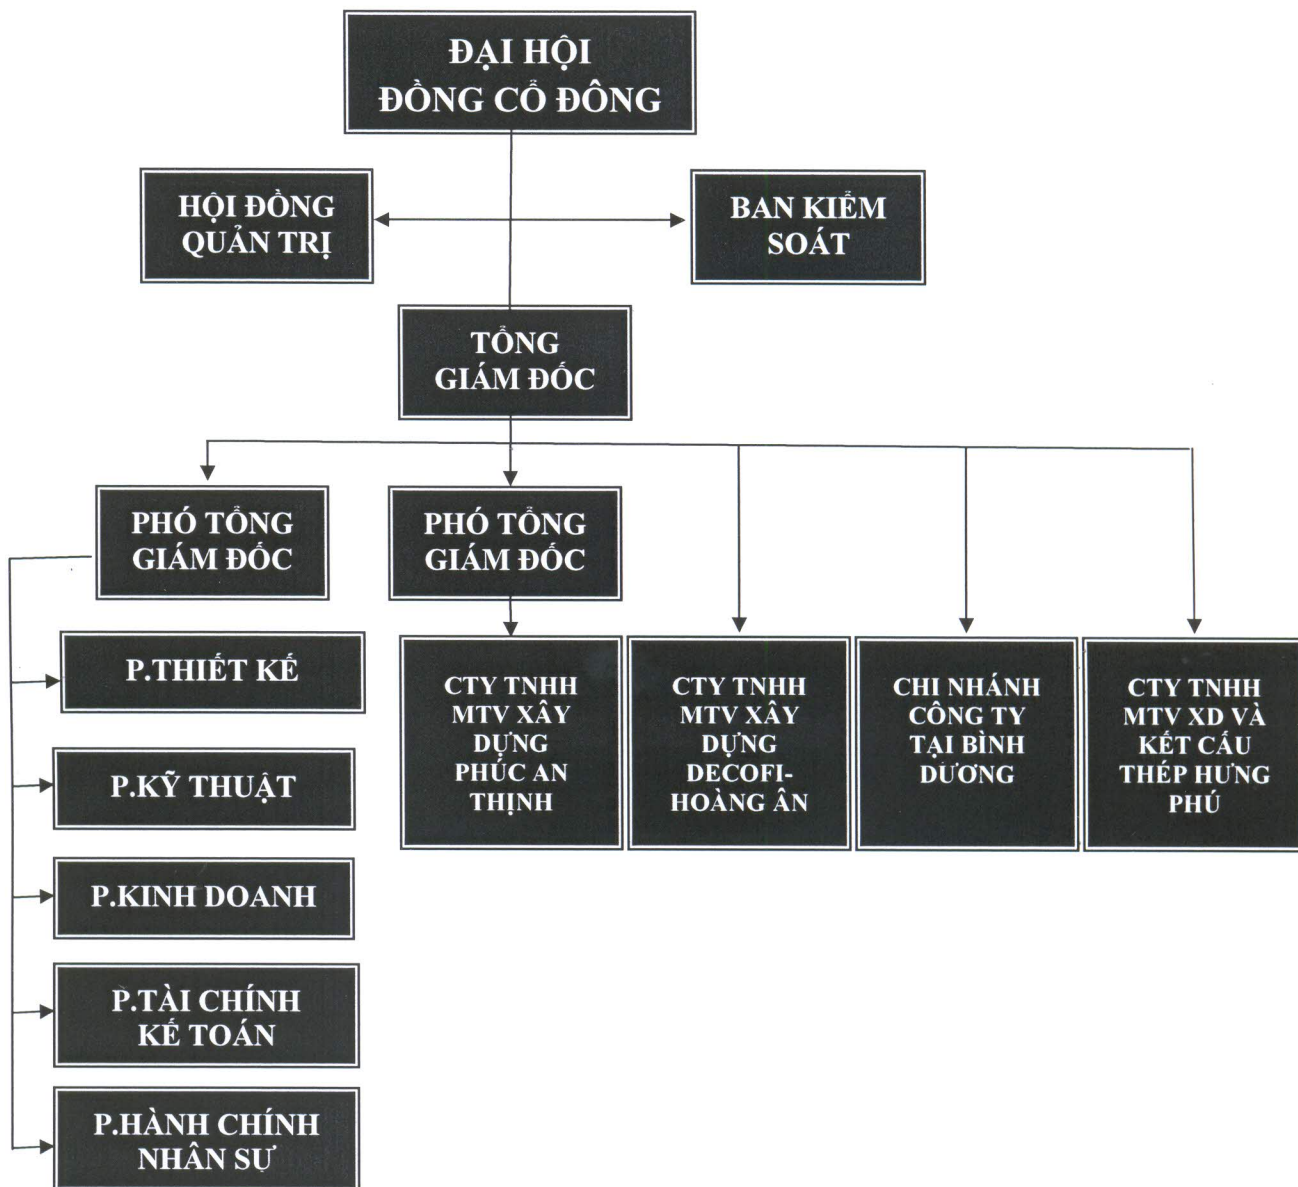 ĐẠI HỘI
ĐỒNG CỔ ĐÔNG
HỘI ĐỒNG
QUẢN TRỊ
BAN KIỂM
SOÁT
TỔNG
GIÁM ĐỐC
PHÓ TỔNG
GIÁM ĐỐC
PHÓ TỔNG
GIÁM ĐỐC
P.THIẾT KẾ
P.KỸ THUẬT
P.KINH DOANH
P.TÀI CHÍNH
KẾ TOÁN
P.HÀNH CHÍNH
NHÂN SỰ
CTY TNHH
MTV XÂY
DỰNG
PHÚC AN
THỊNH
CTY TNHH
MTV XÂY
DỰNG
DECOFI-
HOÀNG ÂN
CHI NHÁNH
CÔNG TY
TẠI BÌNH
DƯƠNG
CTY TNHH
MTV XD VÀ
KẾT CẤU
THÉP HƯNG
PHÚ